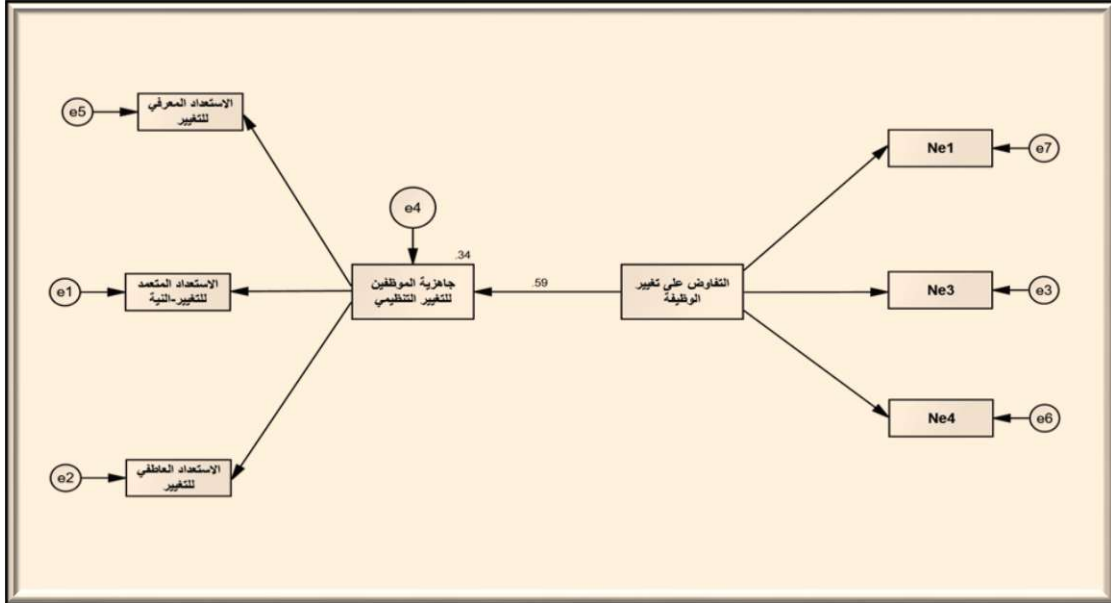 e5
الاستعداد المعرفي
للتغيير
Ne1
e7
e4
.34
جاهزية الموظفين
للتغيير التنظيمي
.59
التفاوض على تغيير
الوظيفة
e1
الاستعداد المتعمد
للتغيير-النية
Ne3
e3
Ne4
e6
e2
الاستعداد العاطفي
للتغيير